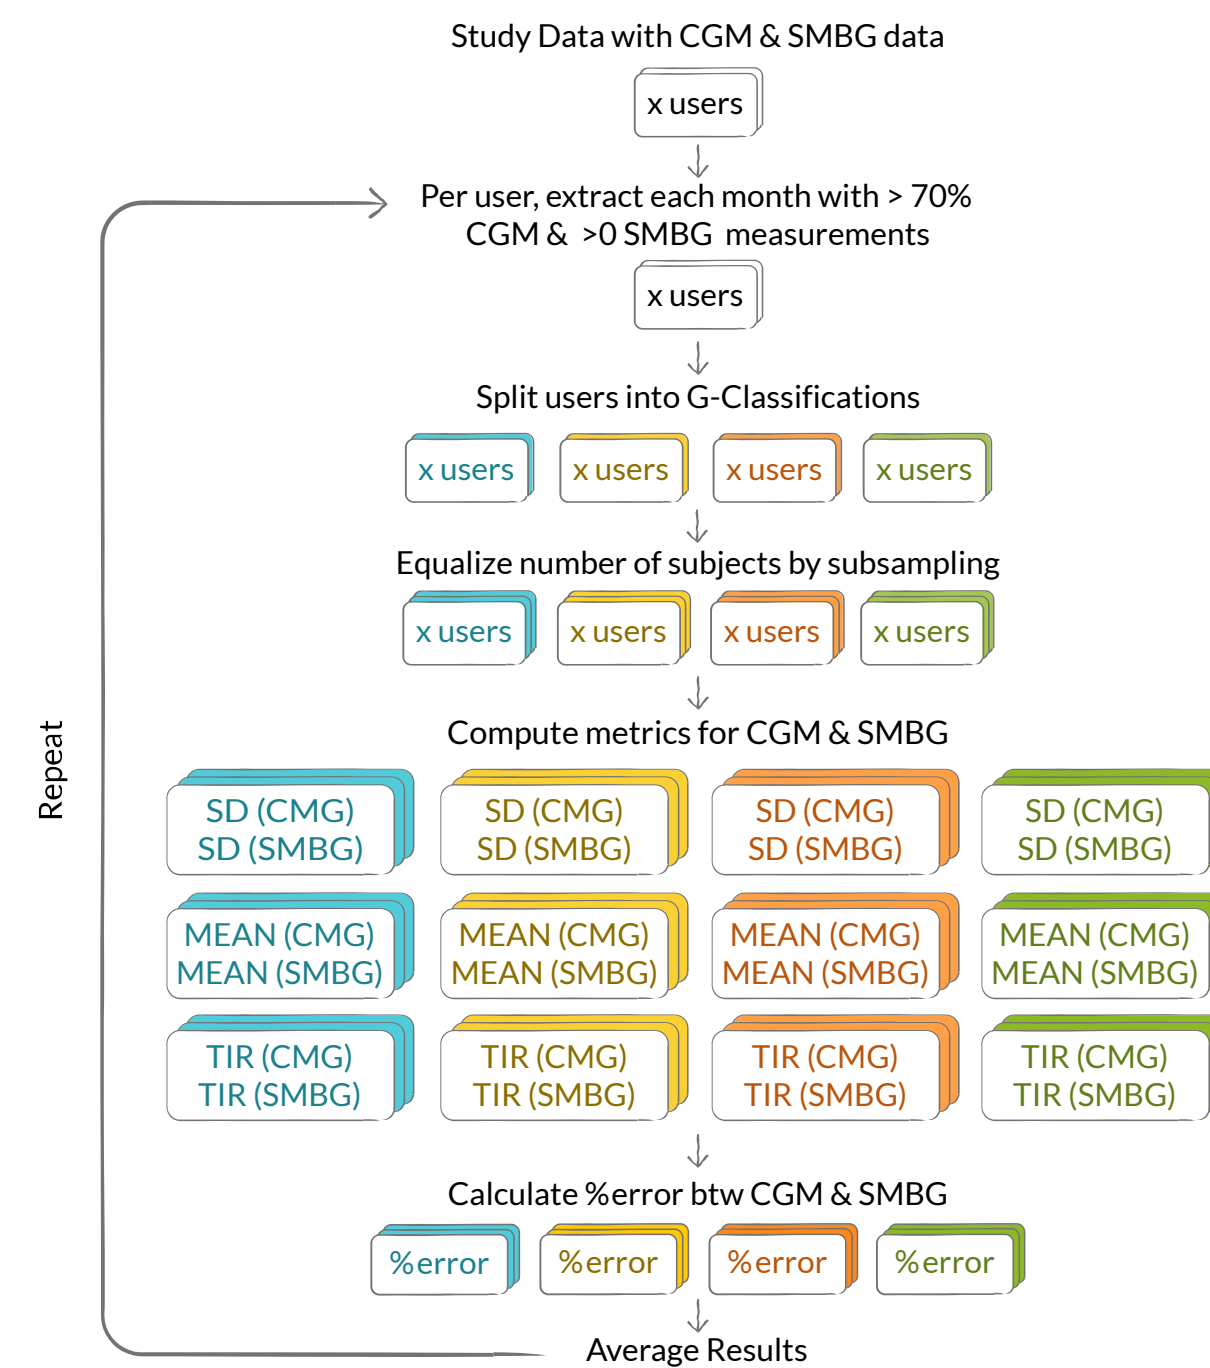 Study Data with CGM & SMBG data
x users
Per user, extract each month with > 70%
CGM & >0 SMBG measurements
x users
Split users into G-Classifications
x users x users x users x users
Equalize number of subjects by subsampling
x users x users x users x users
Repeat
Compute metrics for CGM & SMBG
SD (CMG) SD (CMG) SD (CMG) SD (CMG)
SD (SMBG) SD (SMBG) SD (SMBG) SD (SMBG)
MEAN (CMG) MEAN (CMG) MEAN (CMG) MEAN (CMG)
MEAN (SMBG) MEAN (SMBG) MEAN (SMBG) MEAN (SMBG)
TIR (CMG) TIR (CMG) TIR (CMG) TIR (CMG)
TIR (SMBG) TIR (SMBG) TIR (SMBG) TIR (SMBG)
Calculate %error btw CGM & SMBG
%error %error %error %error
Average Results